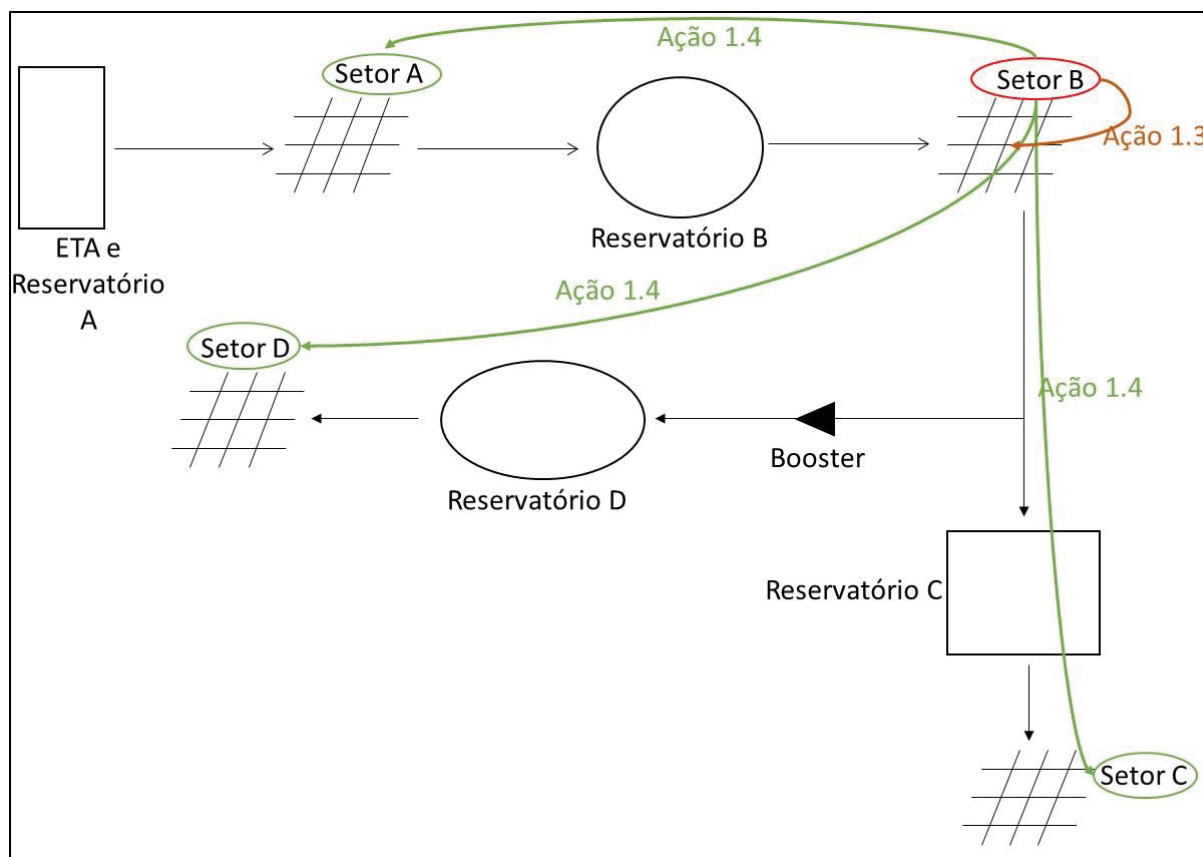 Ação 1.4
Setor A
Setor B
Ação 1.3
Reservatório B
ETA e
Reservatório
A
Ação 1.4
Setor D
Ação 1.4
Booster
Reservatório D
Reservatório C
Setor C